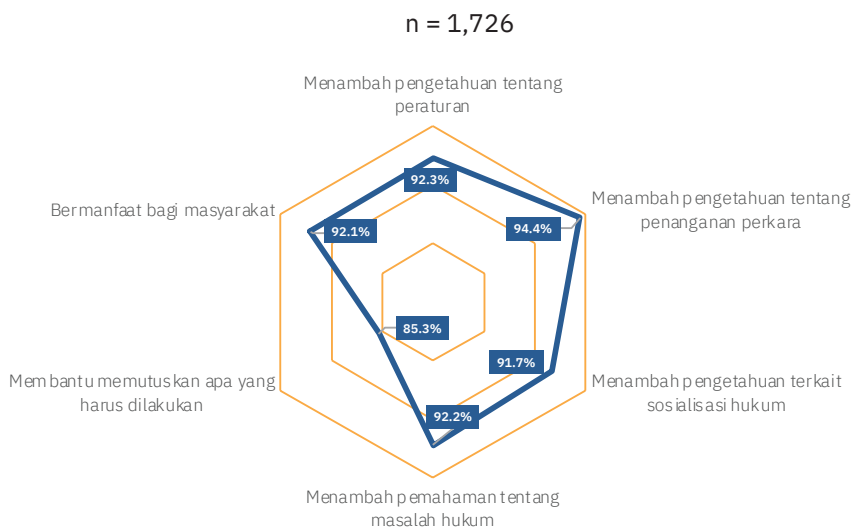 n = 1,726
Menambah pengetahuan tentang
peraturan
92.3%
Menambah pengetahuan tentang
penanganan perkara
94.4%
Bermanfaat bagi masyarakat
92.1%
85.3%
91.7%
Membantu memutuskan apa yang
harus dilakukan
Menambah pengetahuan terkait
sosialisasi hukum
92.2%
Menambah pemahaman tentang
masalah hukum